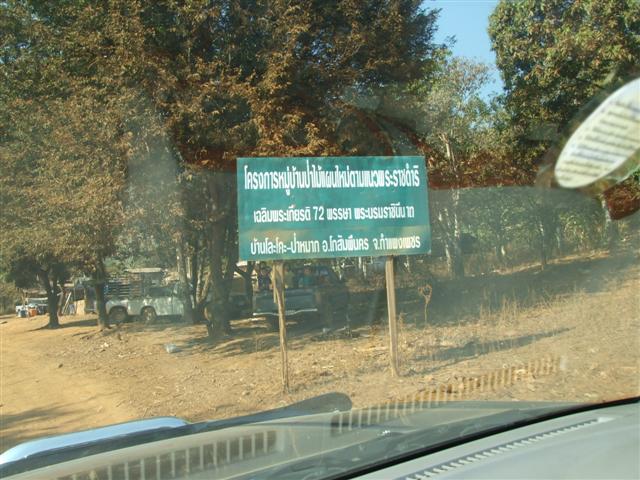 โครงการหมู่บ้านป่าไม้แผนใหม่ตามแนวพระราชดำริ
เฉลิมพระเกียรติ 72 พรรษา พระบรมราชินีนาถ
บ้านโละโคะ-ป่าหมาก อ.โกสัมพีนคร จ.กำแพงเพชร